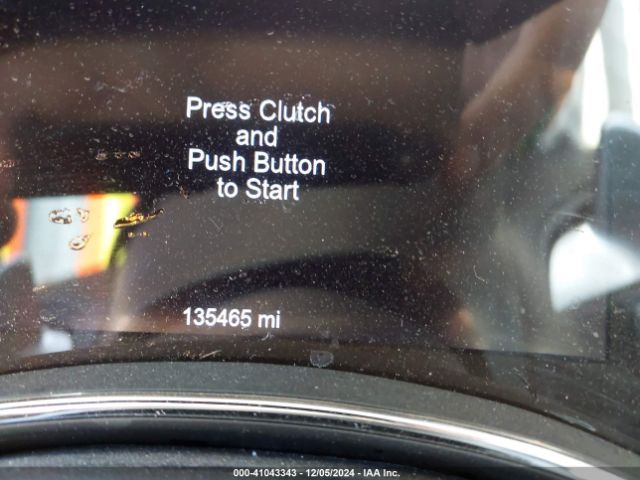 Press Clutch
and
Push Button
to Start
135465 mi
000-41043343 - 12/05/2024 - IAA Inc.